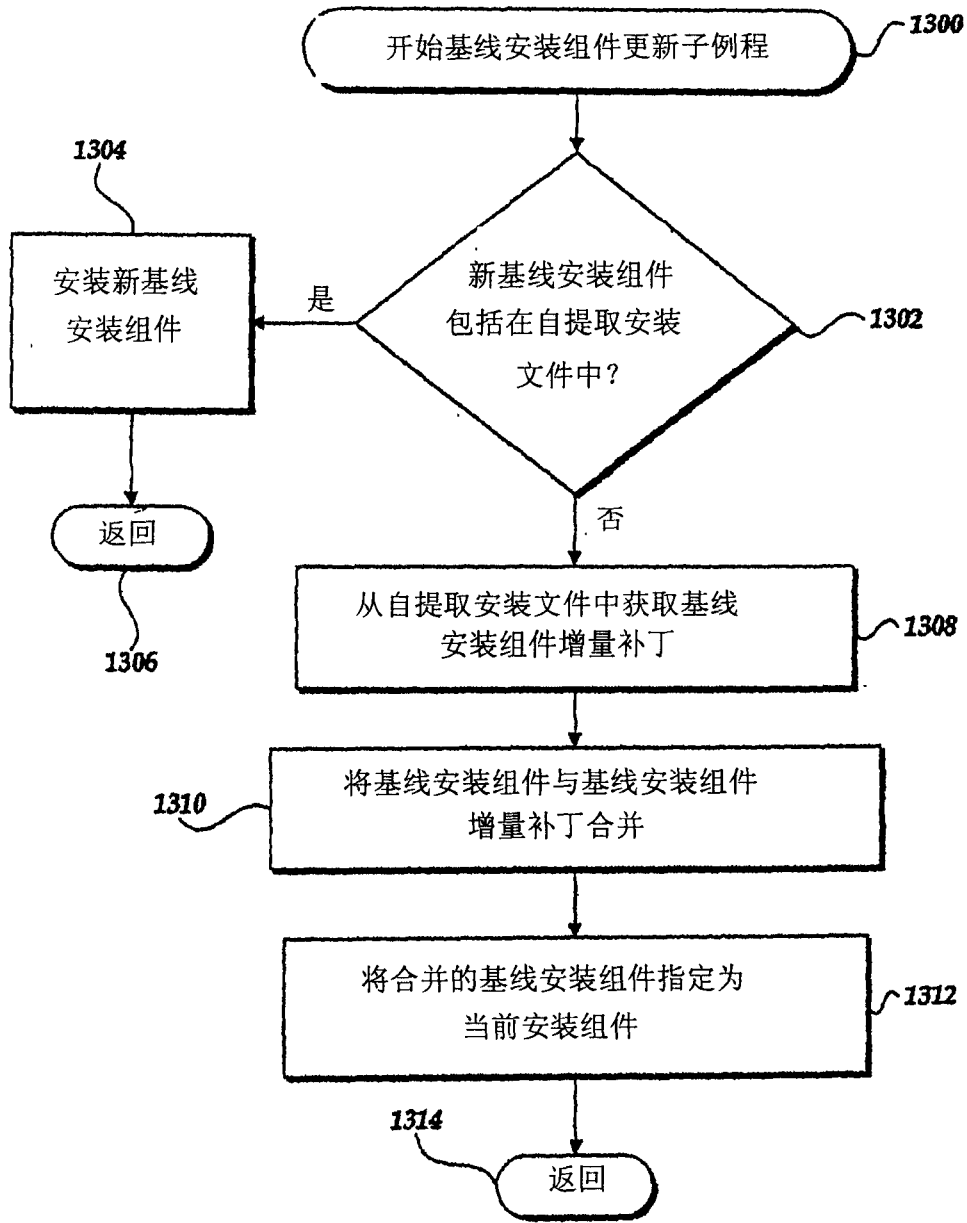 开始基线安装组件更新子例程
1300
1304
安装新基线
安装组件
是
新基线安装组件
包括在自提取安装
文件中？
1302
返回
1306
否
从自提取安装文件中获取基线
安装组件增量补丁
1308
将基线安装组件与基线安装组件
增量补丁合并
1310
将合并的基线安装组件指定为
当前安装组件
1312
1314
返回